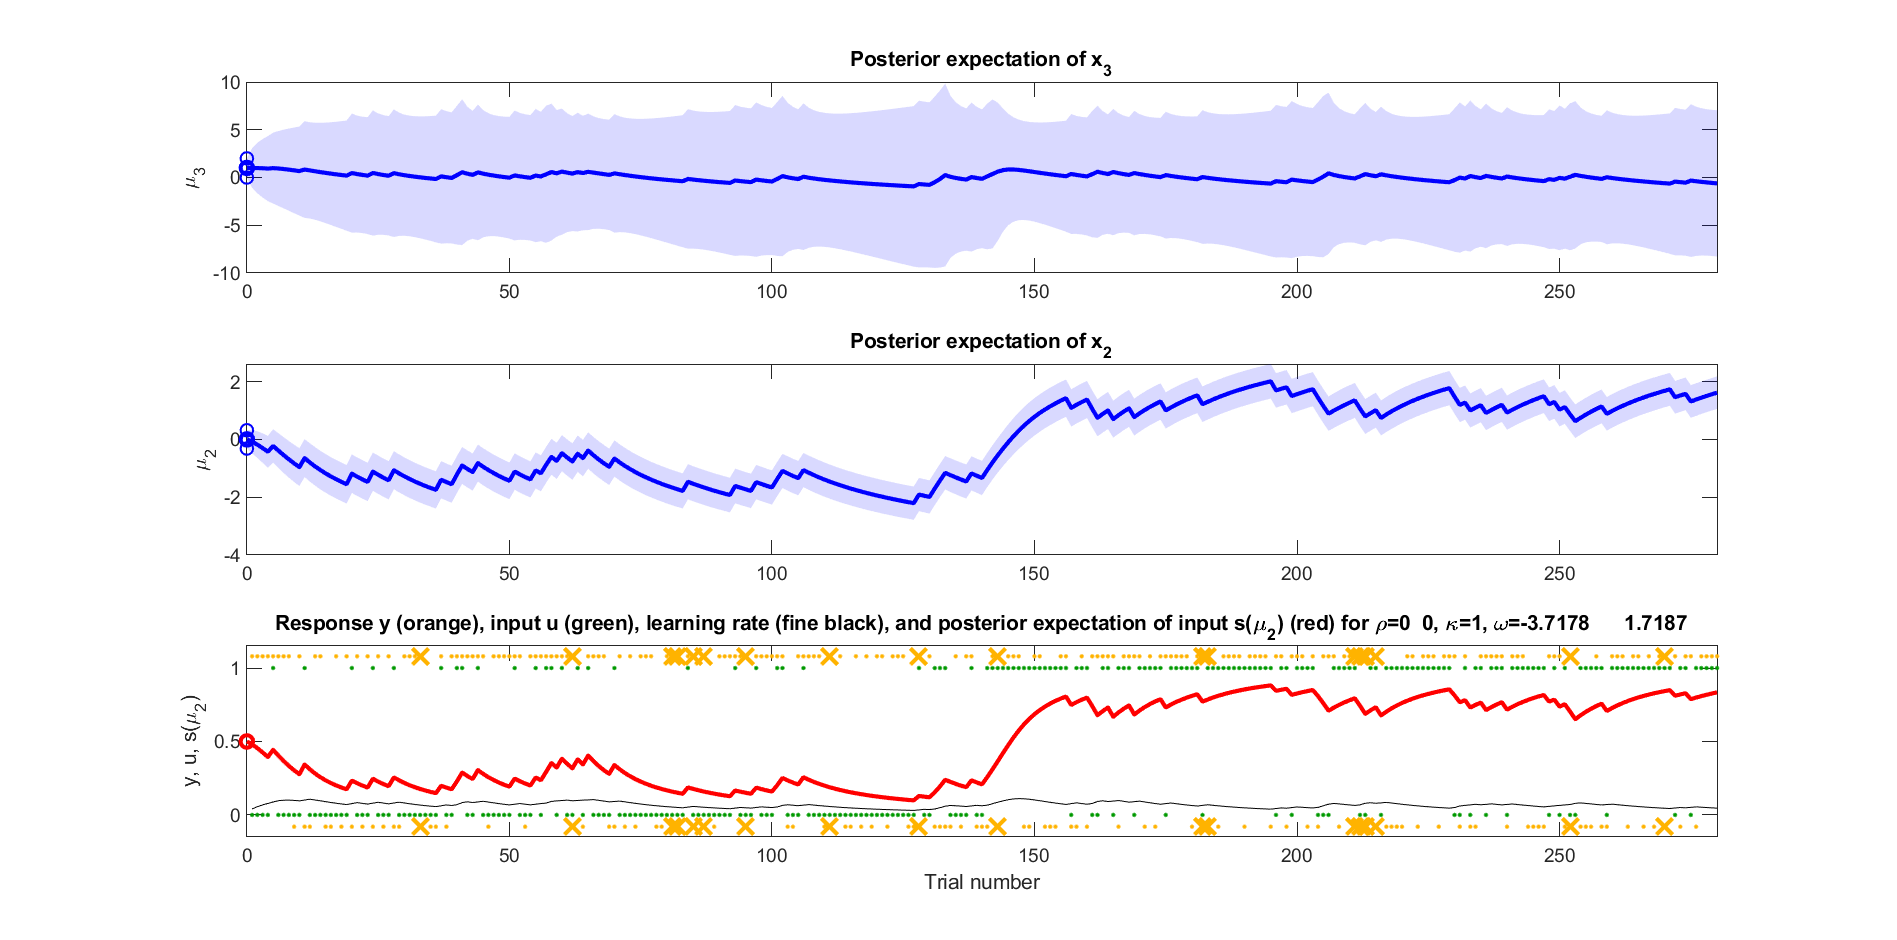 Posterior expectation of x₃
10
5
0
-5
-10
μ₃
0 50 100 150 200 250
Posterior expectation of x₂
2
0
-2
-4
μ₂
0 50 100 150 200 250
Response y (orange), input u (green), learning rate (fine black), and posterior expectation of input s(μ₂) (red) for ρ=0 0, κ=1, ω=-3.7178 1.7187
1
0.5
0
y, u, s(μ₂)
0 50 100 150 200 250
Trial number